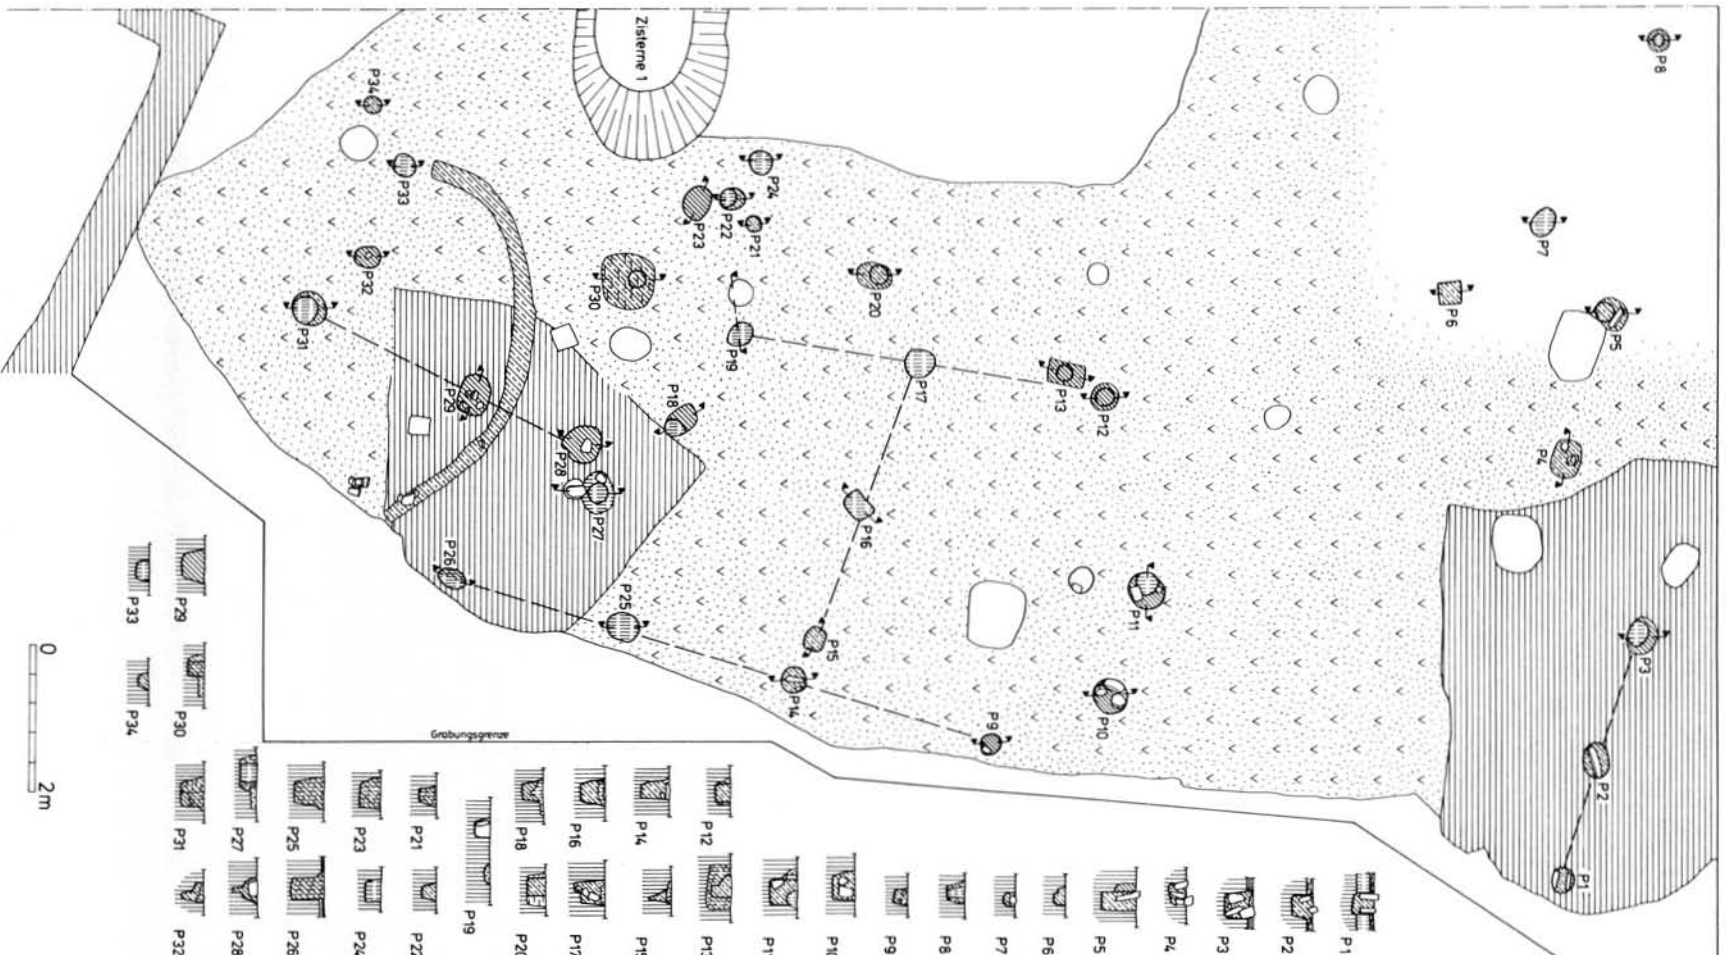 Zisterne 1
P8
P34
P33
P24
P22
P21
P23
P7
P32
P30
P20
P6
P5
P31
P19
P17
P13
P12
P29
P18
P4
P28
P27
P16
P26
P25
P11
P15
P3
P14
P10
P9
P2
P1
Grabungsgrenze
0
2m
P29
P33
P30
P34
P31
P27
P25
P23
P21
P19
P18
P16
P14
P12
P32
P28
P26
P24
P22
P20
P17
P15
P13
P11
P10
P9
P8
P7
P6
P5
P4
P3
P2
P1